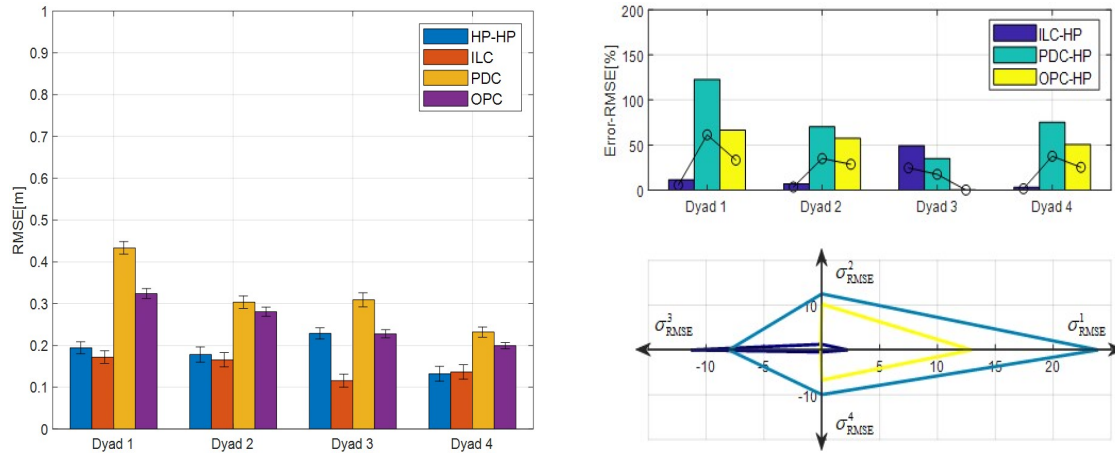 1
0.9
0.8
0.7
0.6
0.5
0.4
0.3
0.2
0.1
0
RMSE[m]
HP-HP
ILC
PDC
OPC
Dyad 1 Dyad 2 Dyad 3 Dyad 4
200
150
100
50
0
Error-RMSE[%]
ILC-HP
PDC-HP
OPC-HP
Dyad 1 Dyad 2 Dyad 3 Dyad 4
σ²RMSE
10
σ³RMSE
σ¹RMSE
-10 -5 5 10 15 20
-10
σ⁴RMSE